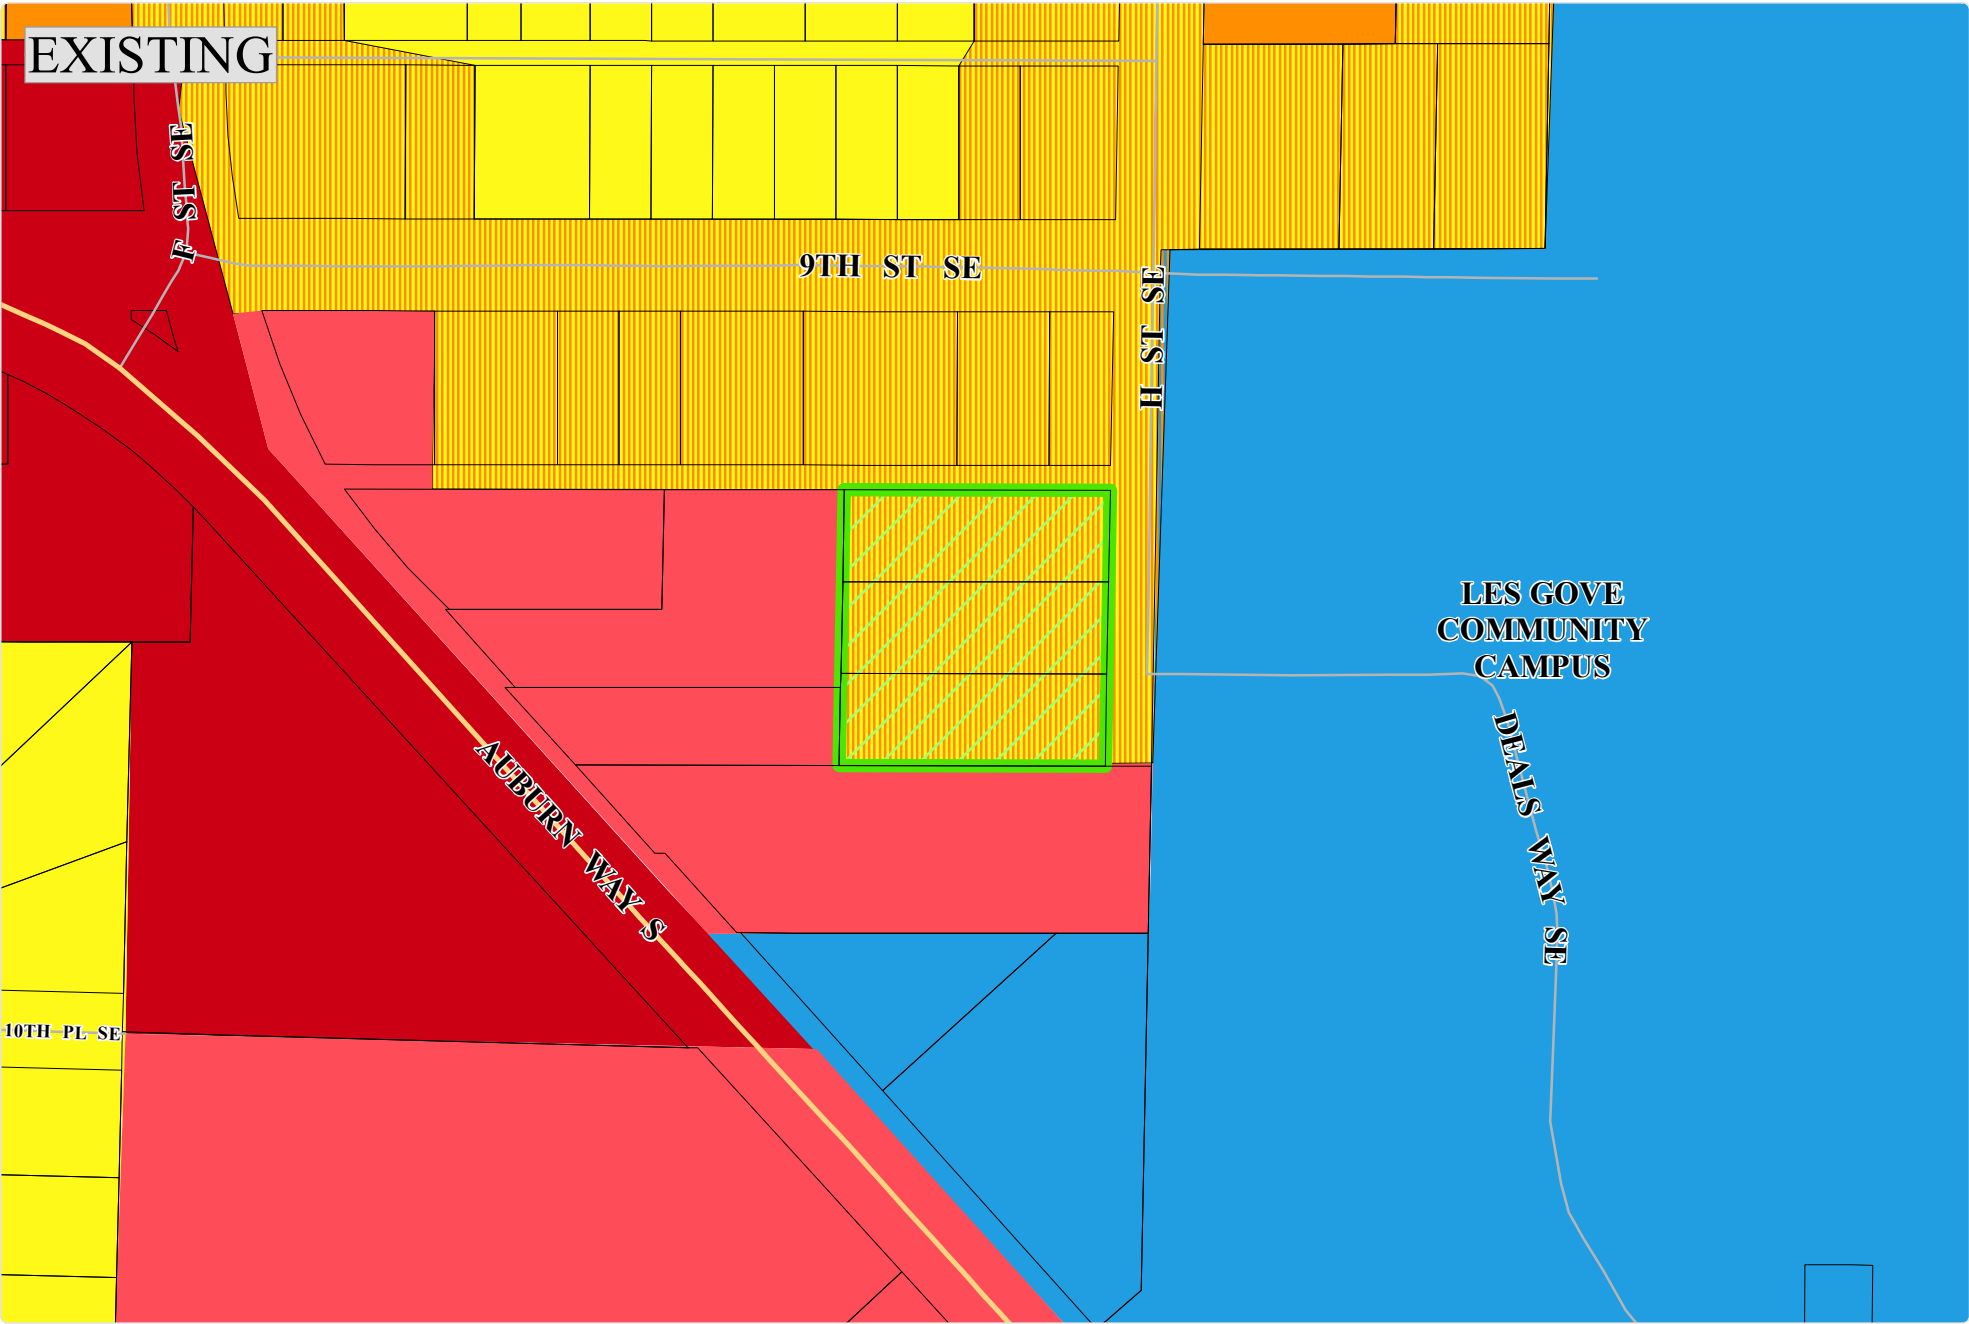 EXISTING
F ST SE
9TH ST SE
H ST SE
LES GOVE
COMMUNITY
CAMPUS
DEALS WAY SE
AUBURN WAY S
10TH PL SE